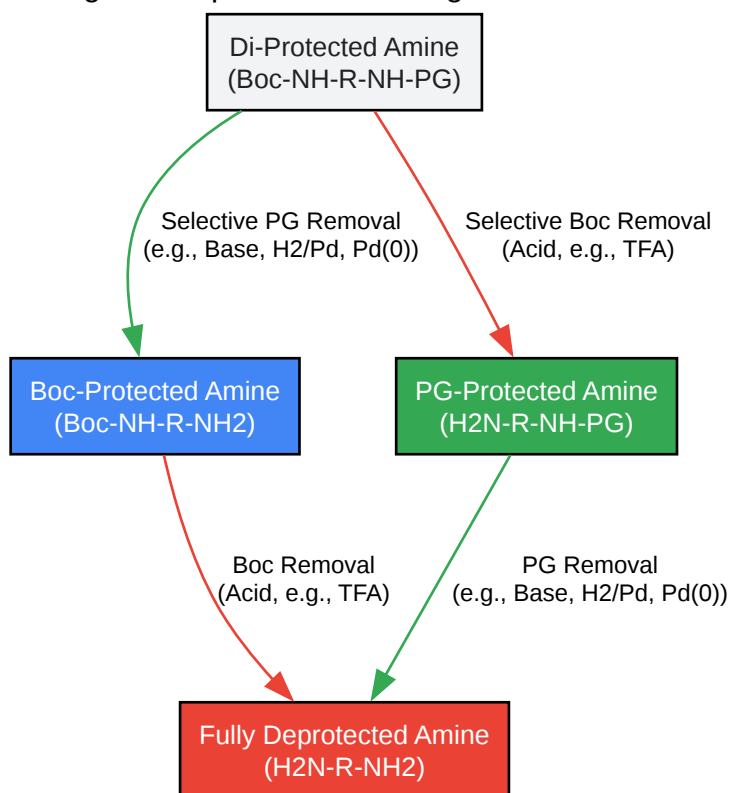 Di-Protected Amine
(Boc-NH-R-NH-PG)
Selective PG Removal
(e.g., Base, H2/Pd, Pd(0))
Selective Boc Removal
(Acid, e.g., TFA)
Boc-Protected Amine
(Boc-NH-R-NH2)
PG-Protected Amine
(H2N-R-NH-PG)
Boc Removal
(Acid, e.g., TFA)
PG Removal
(e.g., Base, H2/Pd, Pd(0))
Fully Deprotected Amine
(H2N-R-NH2)